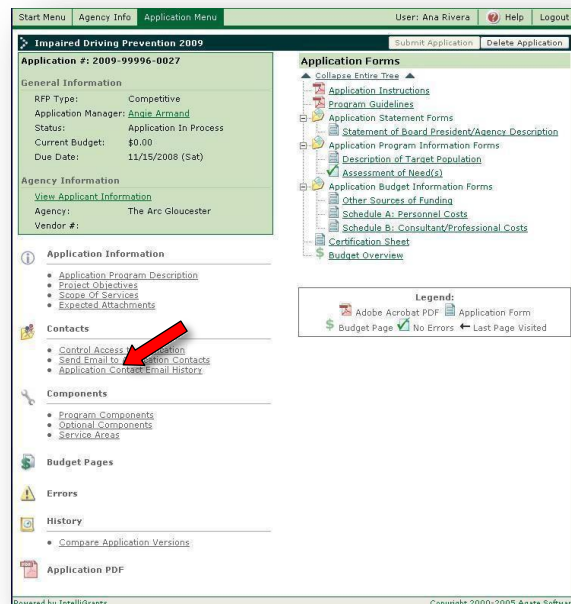 Start Menu Agency Info Application Menu User: Ana Rivera Help Logout
Impaired Driving Prevention 2009 Submit Application Delete Application
Application #: 2009-99996-0027
General Information
RFP Type: Competitive
Application Manager: Angie Armand
Status: Application In Process
Current Budget: $0.00
Due Date: 11/15/2008 (Sat)
Agency Information
View Applicant Information
Agency: The Arc Gloucester
Vendor #:
Application Information
Application Program Description
Project Objectives
Scope Of Services
Expected Attachments
Contacts
Control Access
Send Email to Contacts
Application Contact Email History
Components
Program Components
Optional Components
Service Areas
Budget Pages
Errors
History
Compare Application Versions
Application PDF
Application Forms
Collapse Entire Tree
Application Instructions
Program Guidelines
Application Statement Forms
Statement of Board President/Agency Description
Application Program Information Forms
Description of Target Population
Assessment of Need(s)
Application Budget Information Forms
Other Sources of Funding
Schedule A: Personnel Costs
Schedule B: Consultant/Professional Costs
Certification Sheet
Budget Overview
Legend:
Adobe Acrobat PDF Application Form
Budget Page No Errors Last Page Visited
Powered by IntelliGrants Copyright 2000-2005 Agate Software